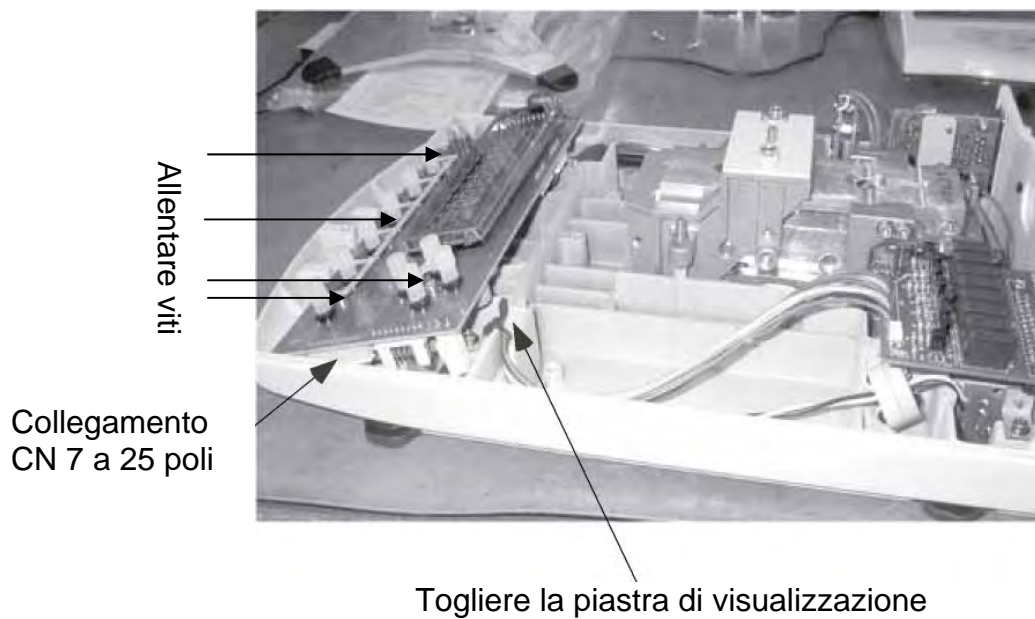 Allentare viti
Collegamento
CN 7 a 25 poli
Togliere la piastra di visualizzazione